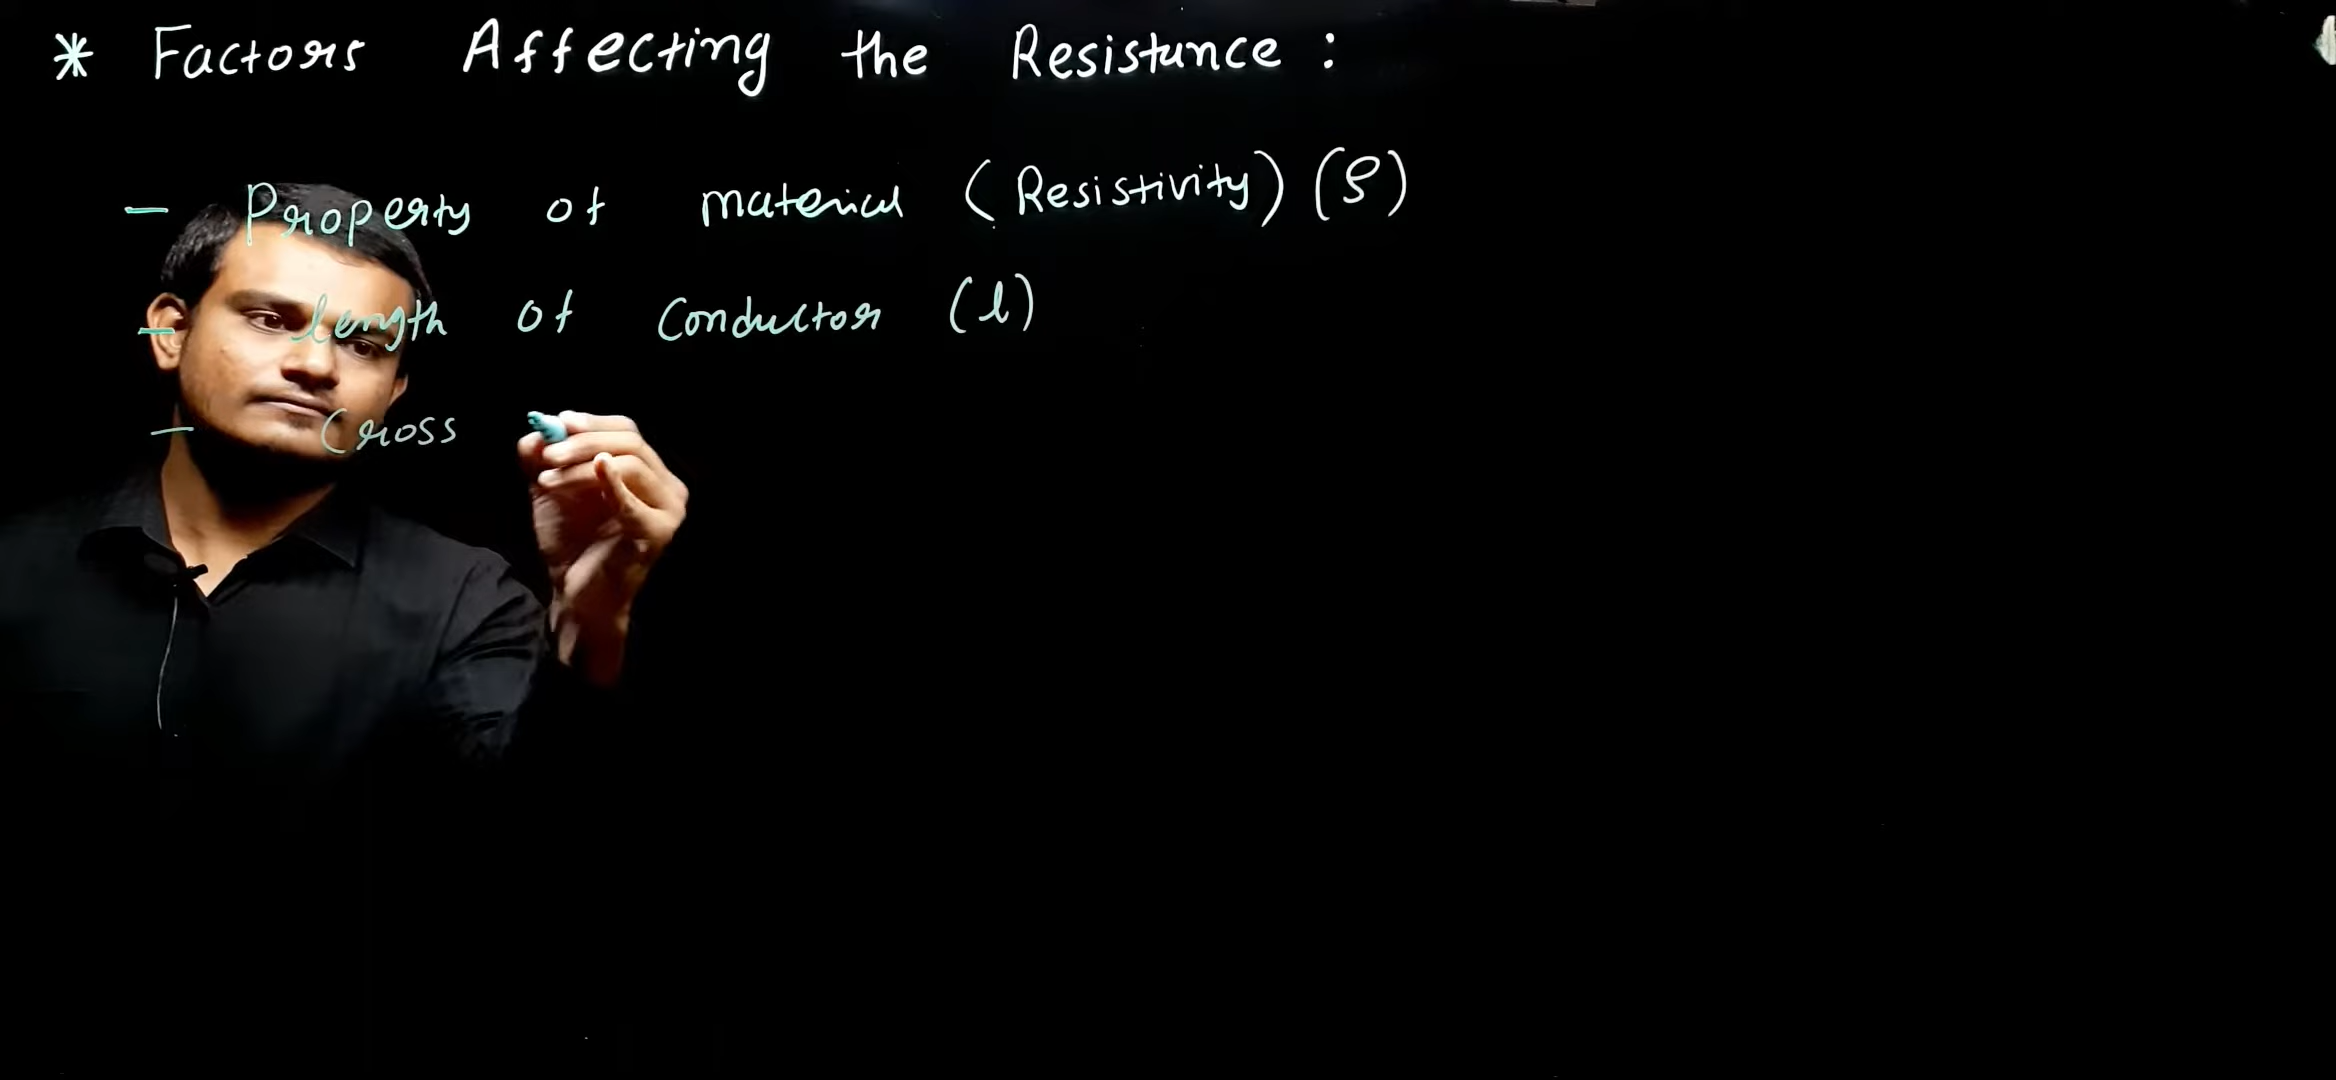 * Factors Affecting the Resistance :
- Property of material (Resistivity) (ρ)
- length of conductor (l)
- Cross